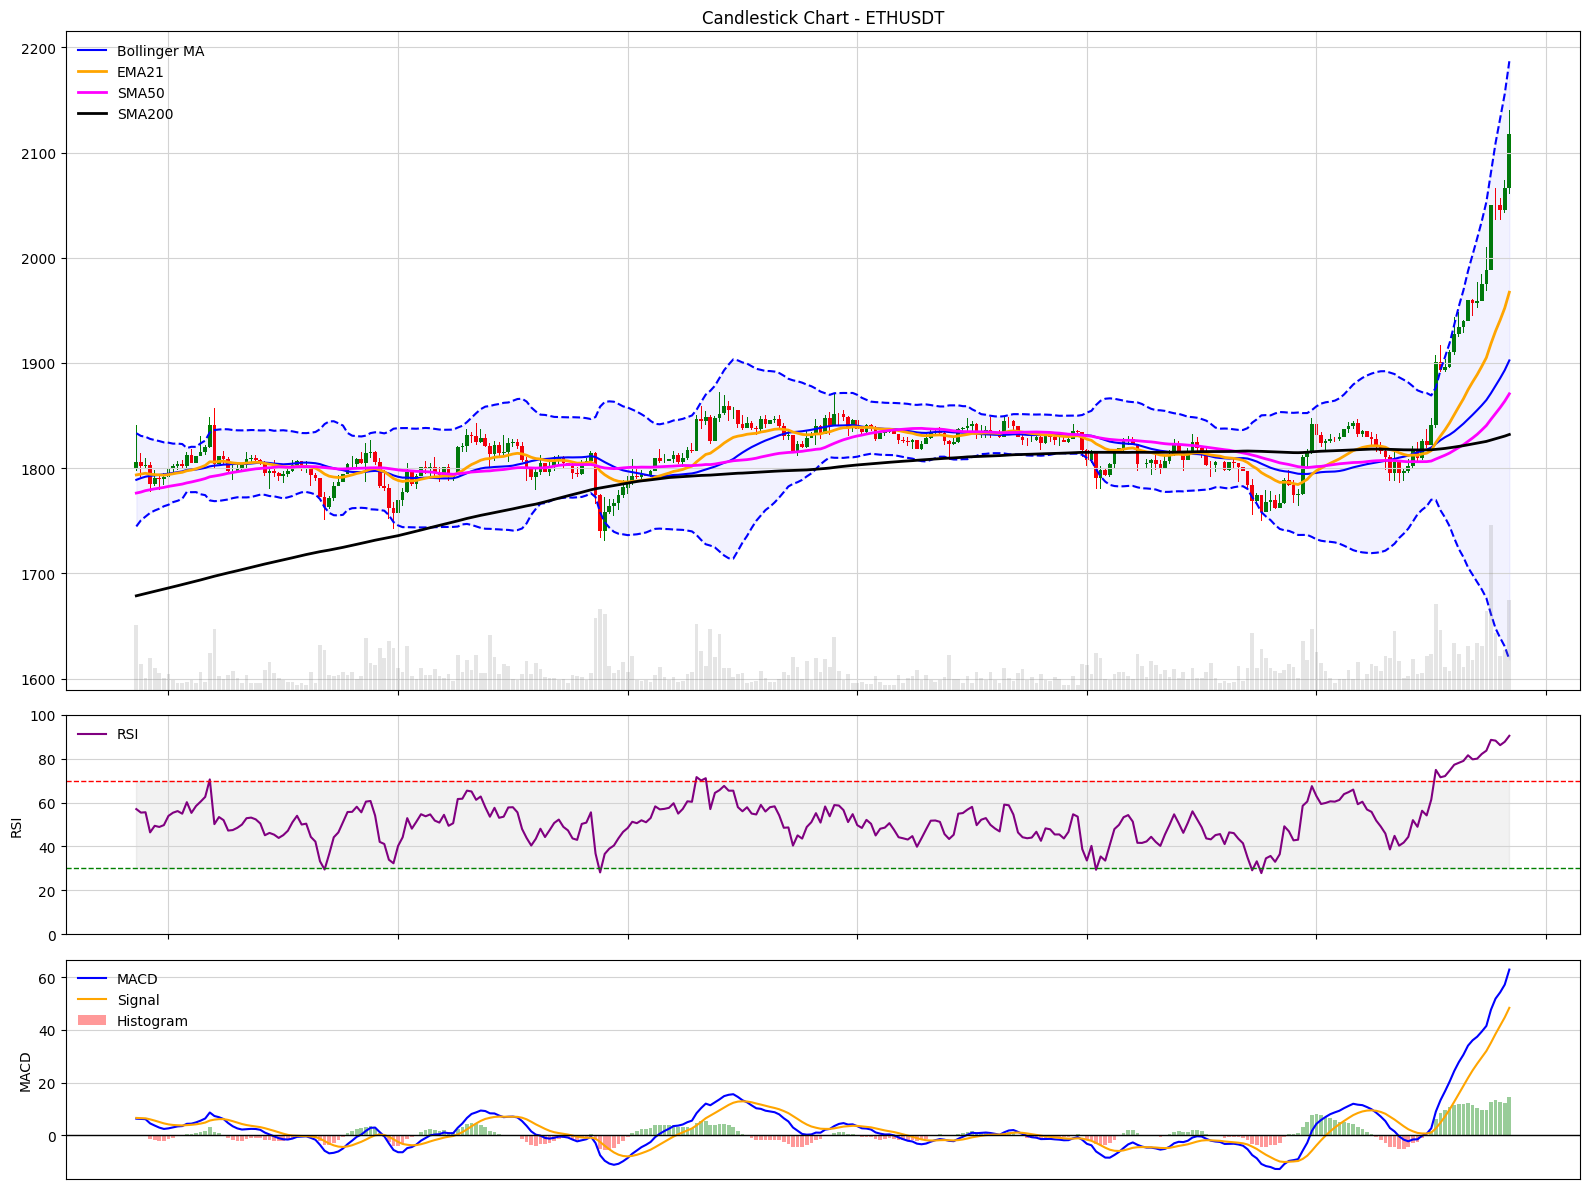 Candlestick Chart - ETHUSDT
Bollinger MA
EMA21
SMA50
SMA200
2200
2100
2000
1900
1800
1700
1600
RSI
RSI
100
80
60
40
20
0
MACD
Signal
Histogram
MACD
60
40
20
0